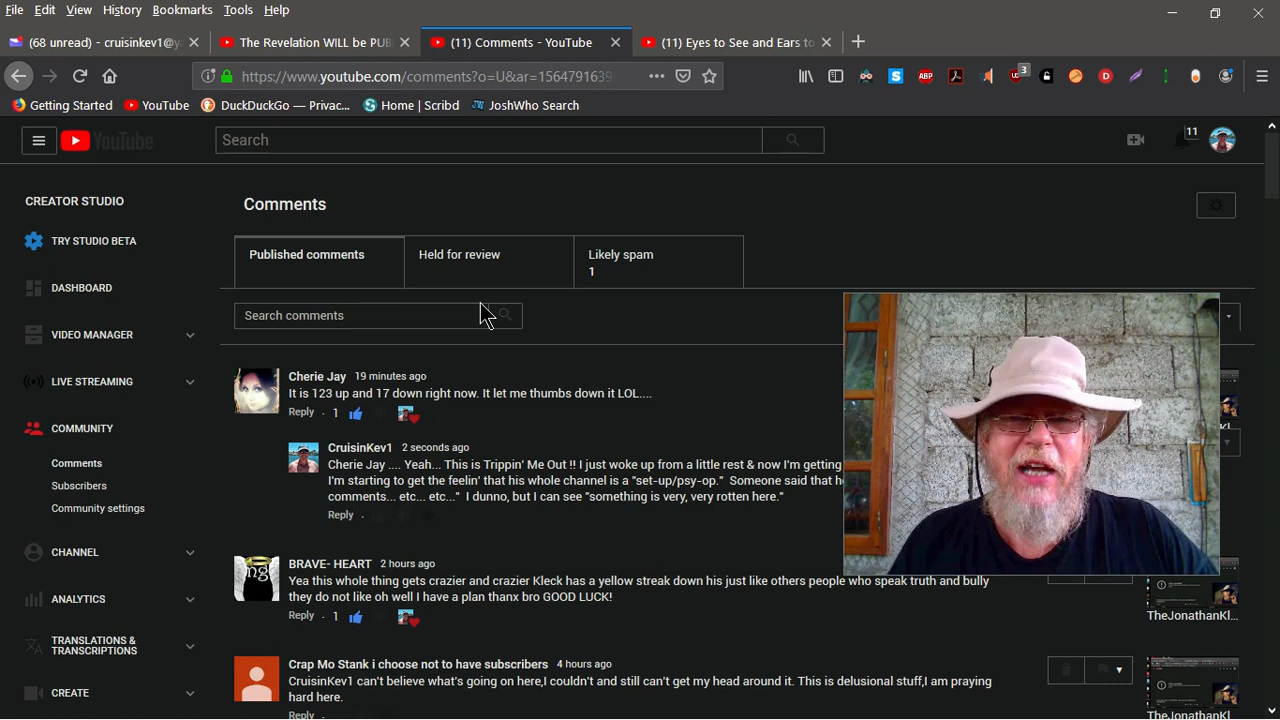 File Edit View History Bookmarks Tools Help
(68 unread) - cruisinkev1@y
The Revelation WILL be PUB
(11) Comments - YouTube
(11) Eyes to See and Ears to
https://www.youtube.com/comments?o=U&ar=1564791639
ABP
3
Getting Started YouTube DuckDuckGo — Privac... Home | Scribd JoshWho Search
YouTube
Search
11
CREATOR STUDIO
TRY STUDIO BETA
DASHBOARD
VIDEO MANAGER
LIVE STREAMING
COMMUNITY
Comments
Subscribers
Community settings
CHANNEL
ANALYTICS
TRANSLATIONS &
TRANSCRIPTIONS
CREATE
Comments
Published comments
Held for review
Likely spam
1
Search comments
Cherie Jay 19 minutes ago
It is 123 up and 17 down right now. It let me thumbs down it LOL....
Reply . 1
CruisinKev1 2 seconds ago
Cherie Jay .... Yeah... This is Trippin' Me Out !! I just woke up from a little rest & now I'm getting
I'm starting to get the feelin' that his whole channel is a "set-up/psy-op." Someone said that he
comments... etc... etc..." I dunno, but I can see "something is very, very rotten here."
Reply .
ng
BRAVE- HEART 2 hours ago
Yea this whole thing gets crazier and crazier Kleck has a yellow streak down his just like others people who speak truth and bully
they do not like oh well I have a plan thanx bro GOOD LUCK!
Reply . 1
TheJonathanKl...
Crap Mo Stank i choose not to have subscribers 4 hours ago
CruisinKev1 can't believe what's going on here,I couldn't and still can't get my head around it. This is delusional stuff,I am praying
hard here.
Reply
TheJonathanKl...